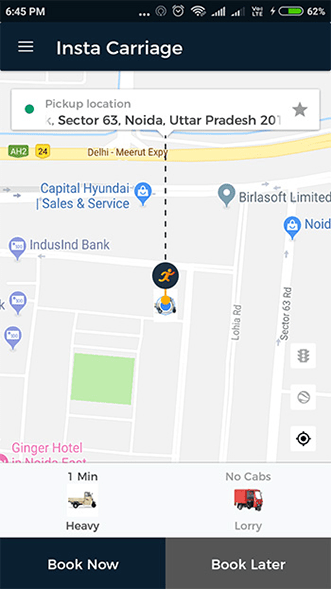 6:45 PM ... Vo) LTE 62%
Insta Carriage
Pickup location
, Sector 63, Noida, Uttar Pradesh 201
AH2 24 Delhi - Meerut Expy
Capital Hyundai
| Sales & Service
Birlasoft Limited
Noid
IndusInd Bank
k
Lohia Rd
Sector 63 Rd
Ginger Hotel
in Noida East
1 Min
No Cabs
Heavy
Lorry
Book Now
Book Later